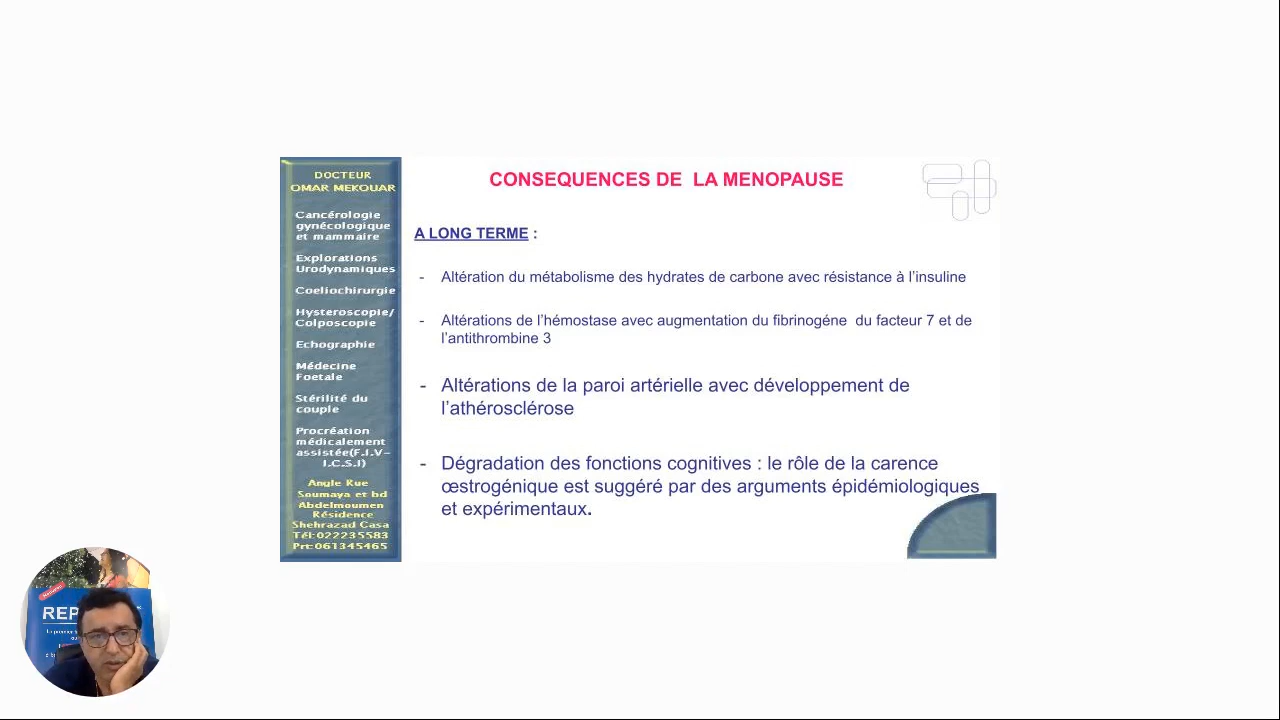 DOCTEUR
OMAR MEKOUAR
Cancérologie
gynécologique
et mammaire
Explorations
Urodynamiques
Coeliochirurgie
Hysteroscopie/
Colposcopie
Echographie
Médecine
Foetale
Stérilité du
couple
Procréation
médicalement
assistée(F.I.V-
I.C.S.I)
Angle Rue
Soumaya et bd
Abdelmoumen
Résidence
Shehrazad Casa
Tél:022235583
Prt:061345465
CONSEQUENCES DE LA MENOPAUSE
A LONG TERME :
- Altération du métabolisme des hydrates de carbone avec résistance à l’insuline
- Altérations de l’hémostase avec augmentation du fibrinogéne du facteur 7 et de
l’antithrombine 3
- Altérations de la paroi artérielle avec développement de
l’athérosclérose
- Dégradation des fonctions cognitives : le rôle de la carence
œstrogénique est suggéré par des arguments épidémiologiques
et expérimentaux.
REP